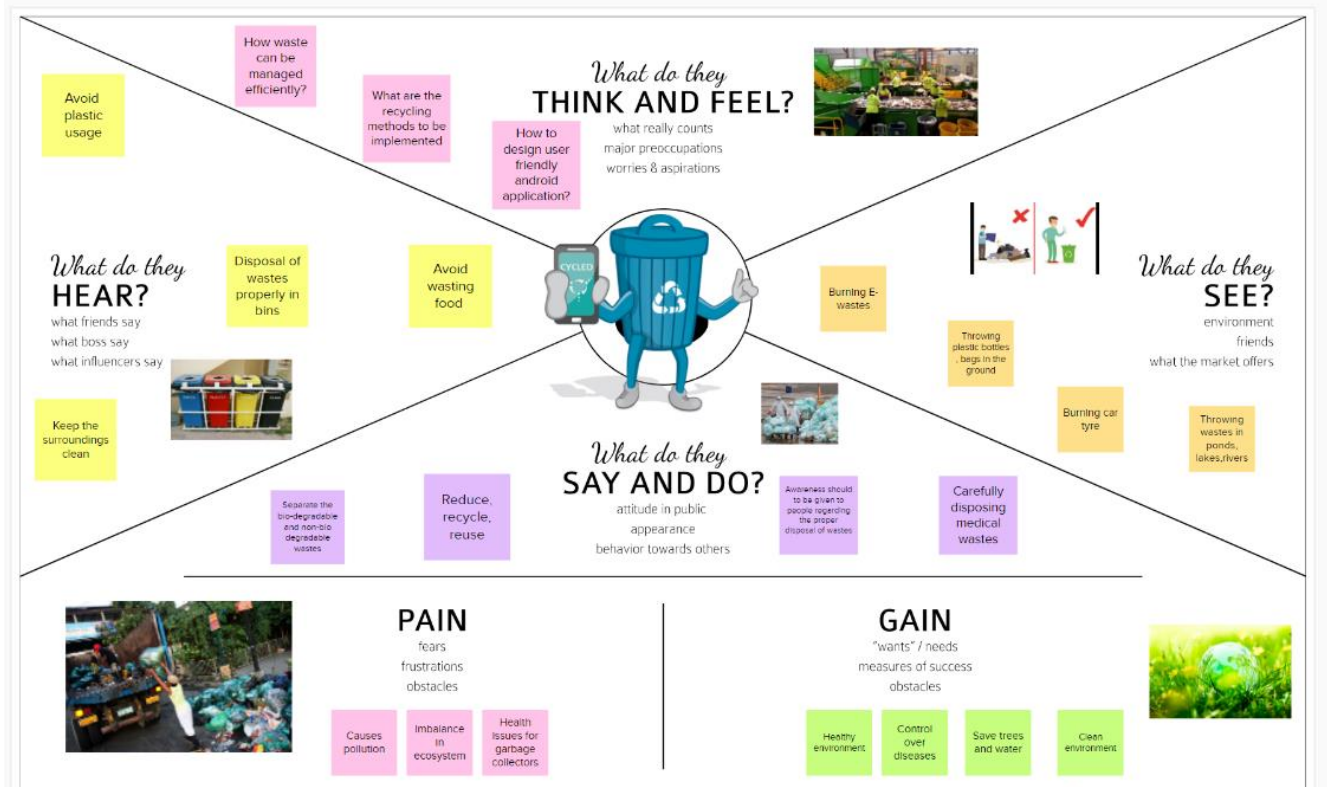 How waste
can be
managed
efficiently?
What are the
recycling
methods to be
implemented
How to
design user
friendly
android
application?
What do they
THINK AND FEEL?
what really counts
major preoccupations
worries & aspirations
Avoid
plastic
usage
What do they
HEAR?
what friends say
what boss say
what influencers say
Disposal of
wastes
properly in
bins
Avoid
wasting
food
Keep the
surroundings
clean
CYCLED
What do they
SEE?
environment
friends
what the market offers
Burning E-
wastes
Throwing
plastic bottles
, bags in the
ground
Burning car
tyre
Throwing
wastes in
ponds,
lakes,rivers
What do they
SAY AND DO?
attitude in public
appearance
behavior towards others
Separate the
bio-degradable
and non-bio
degradable
wastes
Reduce,
recycle,
reuse
Awareness should
to be given to
people regarding
the proper
disposal of wastes
Carefully
disposing
medical
wastes
PAIN
fears
frustrations
obstacles
Causes
pollution
Imbalance
in
ecosystem
Health
issues for
garbage
collectors
GAIN
"wants" / needs
measures of success
obstacles
Healthy
environment
Control
over
diseases
Save trees
and water
Clean
environment